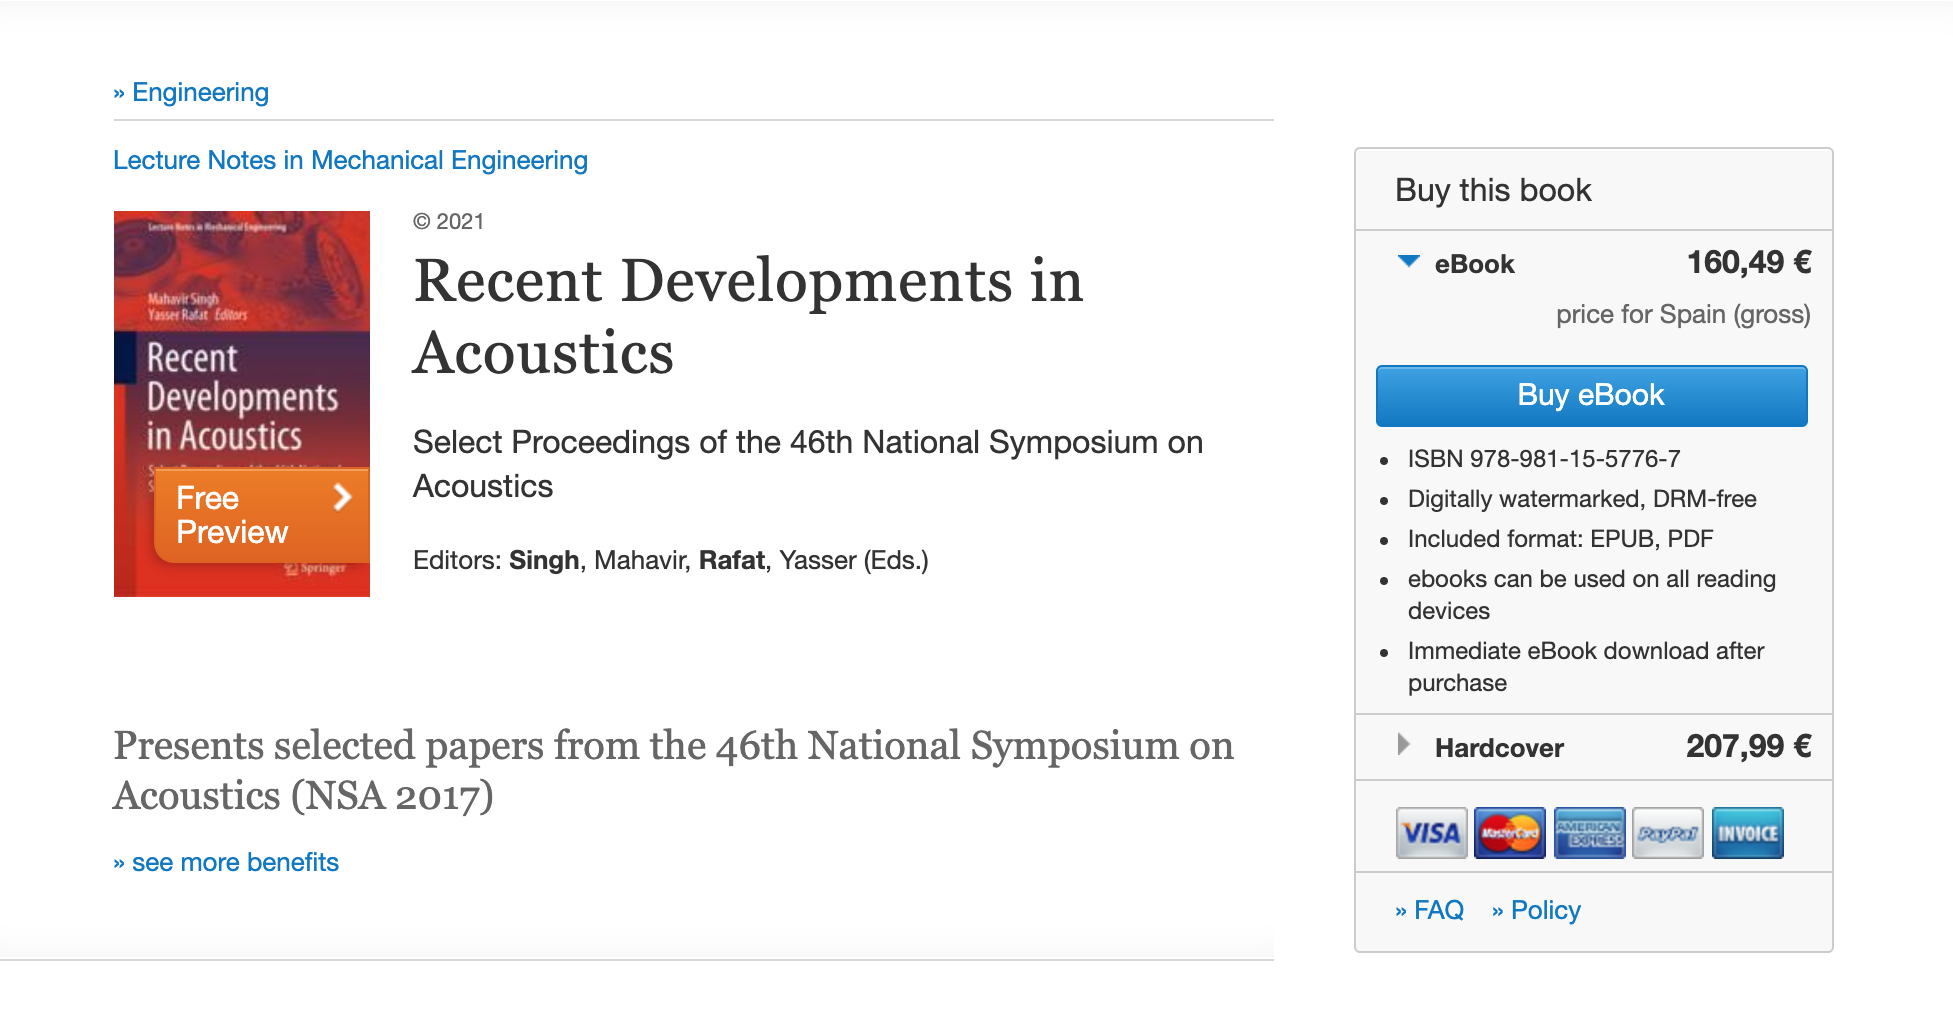 » Engineering
Lecture Notes in Mechanical Engineering
Lecture Notes in Mechanical Engineering
Mahavir Singh
Yasser Rafat Editors
Recent
Developments
in Acoustics
Free
Preview
Springer
© 2021
Recent Developments in
Acoustics
Select Proceedings of the 46th National Symposium on
Acoustics
Editors: Singh, Mahavir, Rafat, Yasser (Eds.)
Presents selected papers from the 46th National Symposium on
Acoustics (NSA 2017)
» see more benefits
Buy this book
eBook 160,49 €
price for Spain (gross)
Buy eBook
• ISBN 978-981-15-5776-7
• Digitally watermarked, DRM-free
• Included format: EPUB, PDF
• ebooks can be used on all reading
devices
• Immediate eBook download after
purchase
Hardcover 207,99 €
VISA MasterCard AMERICAN EXPRESS PayPal INVOICE
» FAQ » Policy